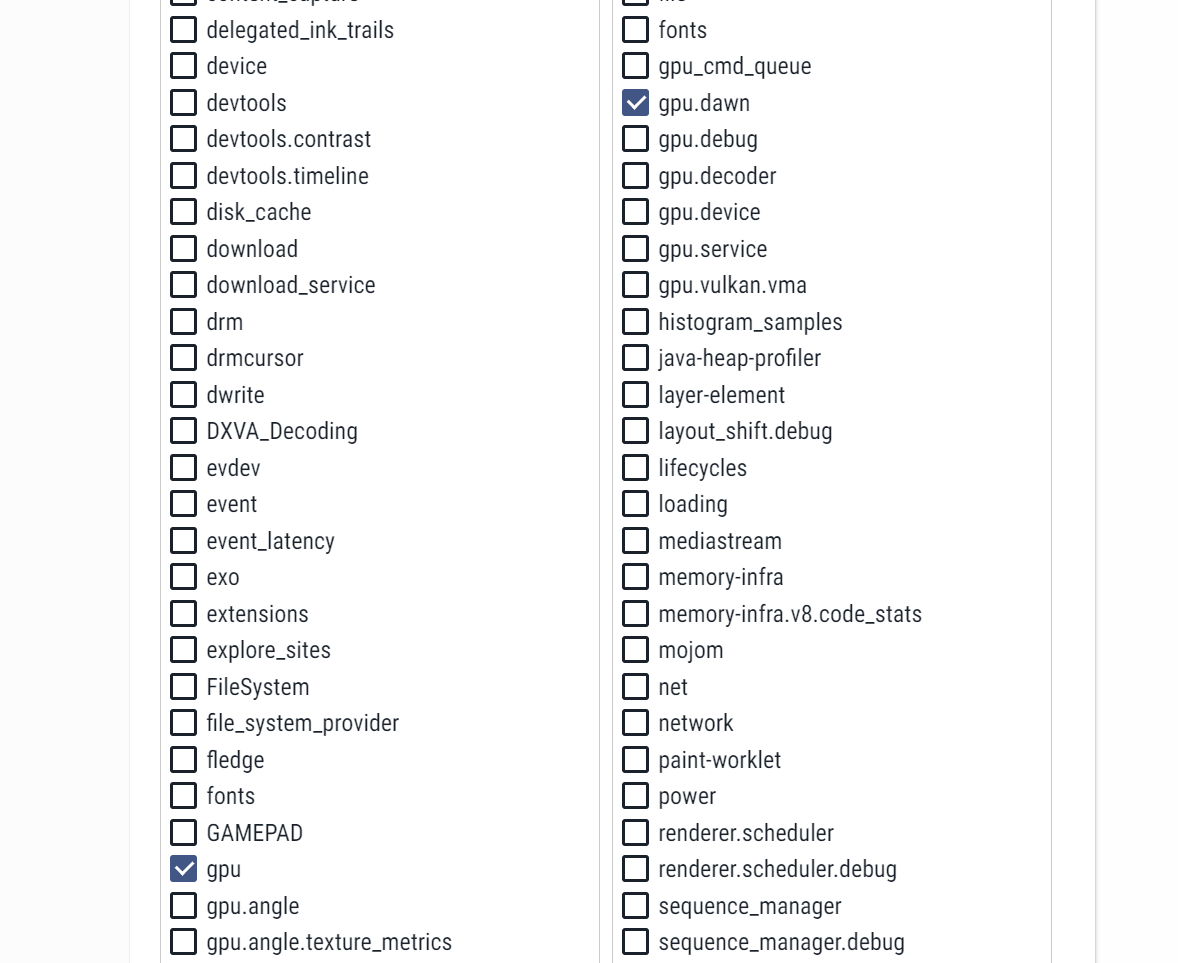 delegated_ink_trails
device
devtools
devtools.contrast
devtools.timeline
disk_cache
download
download_service
drm
drmcursor
dwrite
DXVA_Decoding
evdev
event
event_latency
exo
extensions
explore_sites
FileSystem
file_system_provider
fledge
fonts
GAMEPAD
gpu
gpu.angle
gpu.angle.texture_metrics
fonts
gpu_cmd_queue
gpu.dawn
gpu.debug
gpu.decoder
gpu.device
gpu.service
gpu.vulkan.vma
histogram_samples
java-heap-profiler
layer-element
layout_shift.debug
lifecycles
loading
mediastream
memory-infra
memory-infra.v8.code_stats
mojom
net
network
paint-worklet
power
renderer.scheduler
renderer.scheduler.debug
sequence_manager
sequence_manager.debug